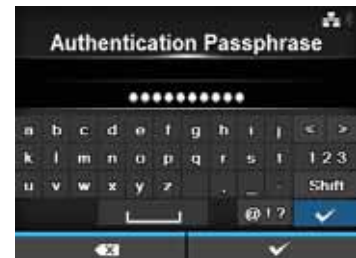 Authentication Passphrase
••••••••••
a b c d e f g h i j < >
k l m n o p q r s t 1 2 3
u v w x y z . _ - Shift
@ ! ?